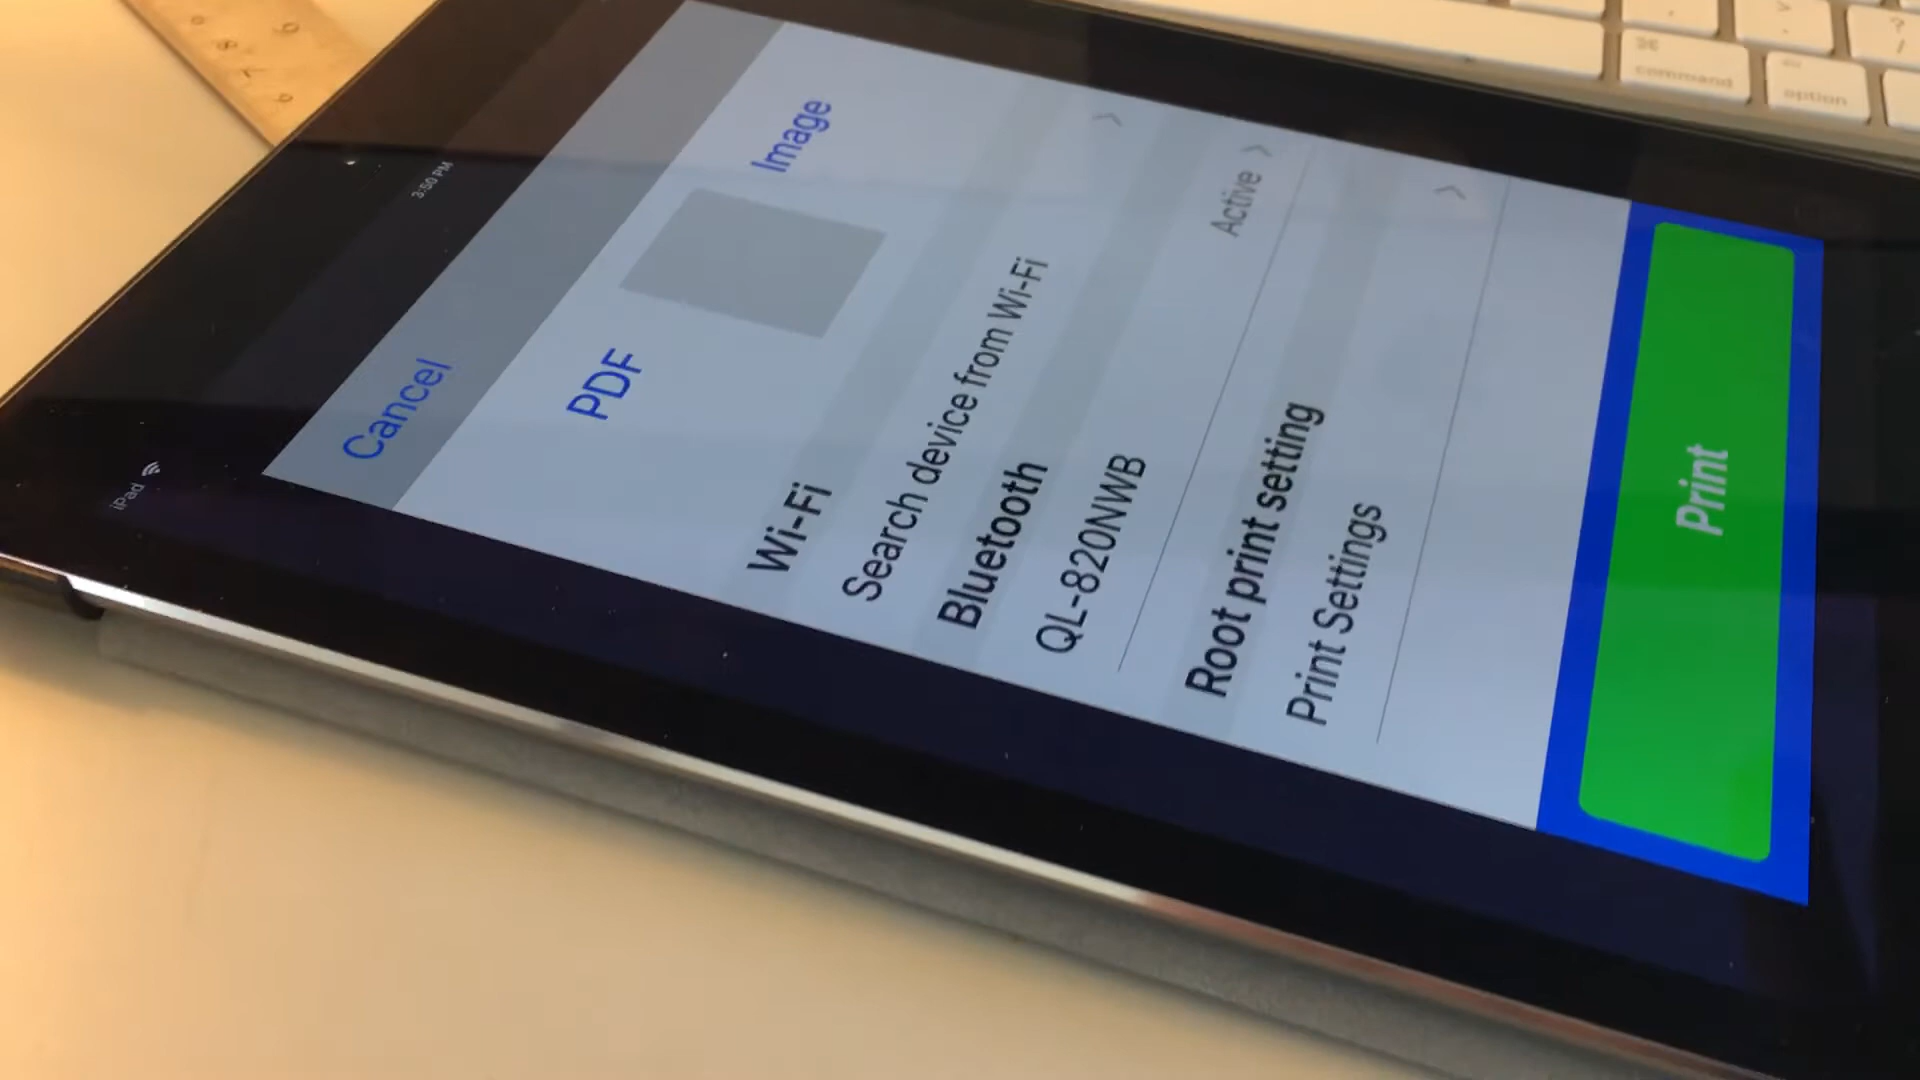 iPad
3:50 PM
Cancel
PDF
Image
Wi-Fi
Search device from Wi-Fi
Bluetooth
QL-820NWB
Active
Root print setting
Print Settings
Print
command
option